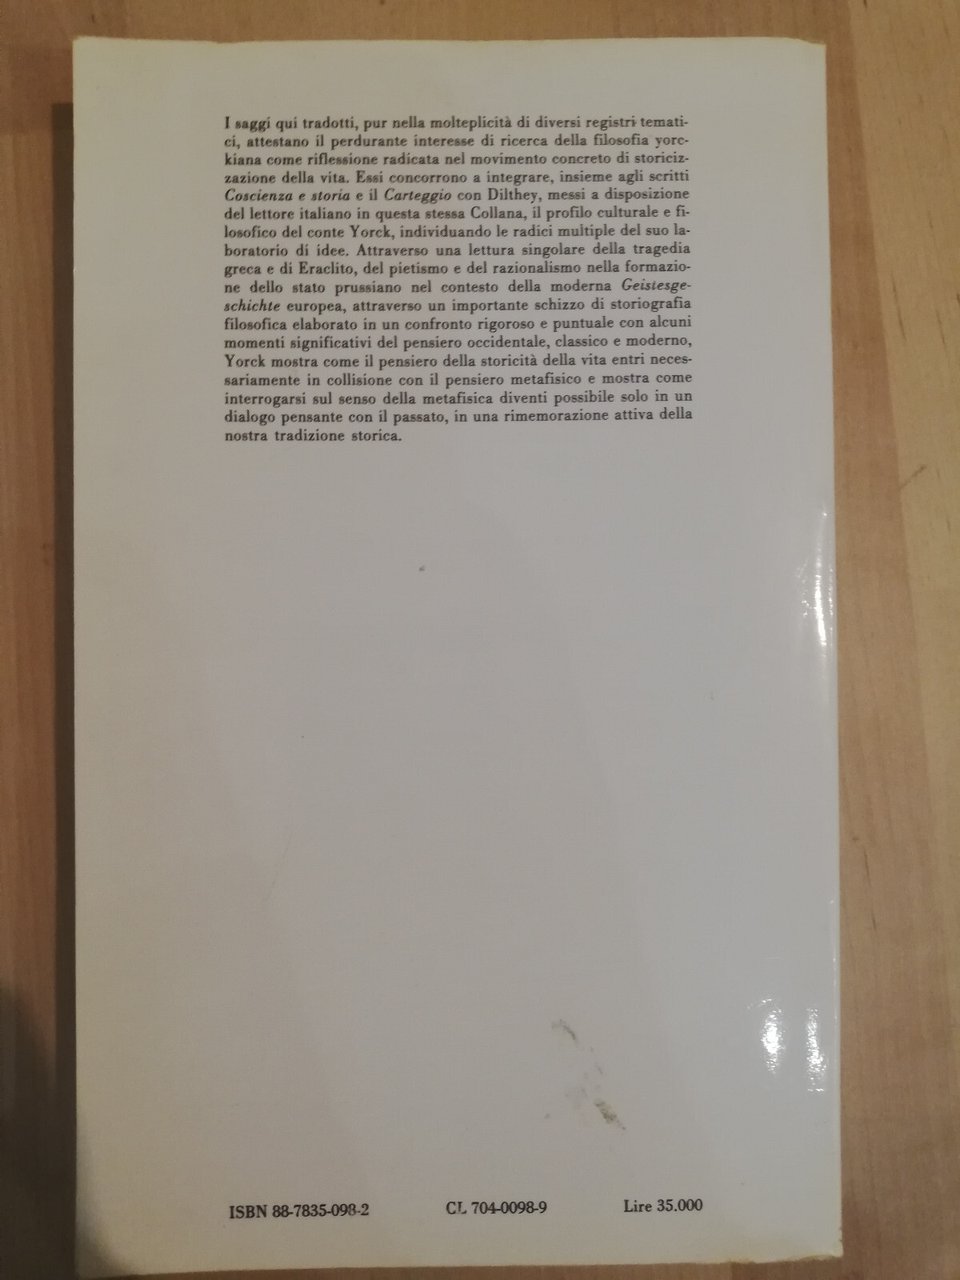 I saggi qui tradotti, pur nella molteplicità di diversi registri temati-
ci, attestano il perdurante interesse di ricerca della filosofia yorc-
kiana come riflessione radicata nel movimento concreto di storiciz-
zazione della vita. Essi concorrono a integrare, insieme agli scritti
Coscienza e storia e il Carteggio con Dilthey, messi a disposizione
del lettore italiano in questa stessa Collana, il profilo culturale e fi-
losofico del conte Yorck, individuando le radici multiple del suo la-
boratorio di idee. Attraverso una lettura singolare della tragedia
greca e di Eraclito, del pietismo e del razionalismo nella formazio-
ne dello stato prussiano nel contesto della moderna Geistesge-
schichte europea, attraverso un importante schizzo di storiografia
filosofica elaborato in un confronto rigoroso e puntuale con alcuni
momenti significativi del pensiero occidentale, classico e moderno,
Yorck mostra come il pensiero della storicità della vita entri neces-
sariamente in collisione con il pensiero metafisico e mostra come
interrogarsi sul senso della metafisica diventi possibile solo in un
dialogo pensante con il passato, in una rimemorazione attiva della
nostra tradizione storica.
ISBN 88-7835-098-2 CL 704-0098-9 Lire 35.000